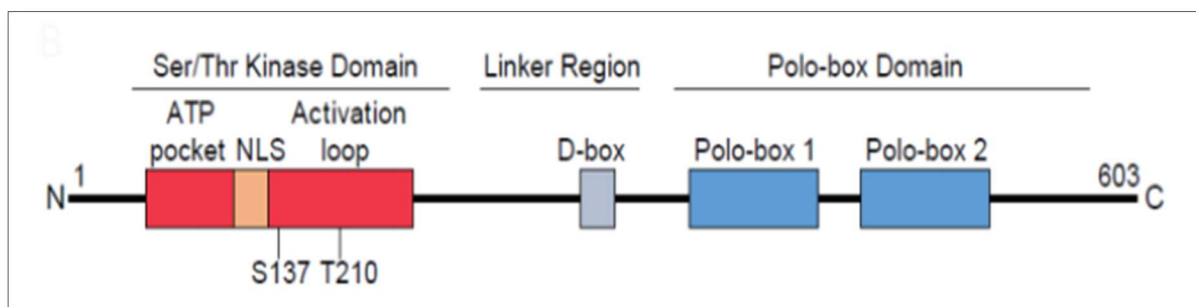 B
Ser/Thr Kinase Domain Linker Region Polo-box Domain
ATP Activation
pocket NLS loop D-box Polo-box 1 Polo-box 2
N 1 603 C
S137 T210